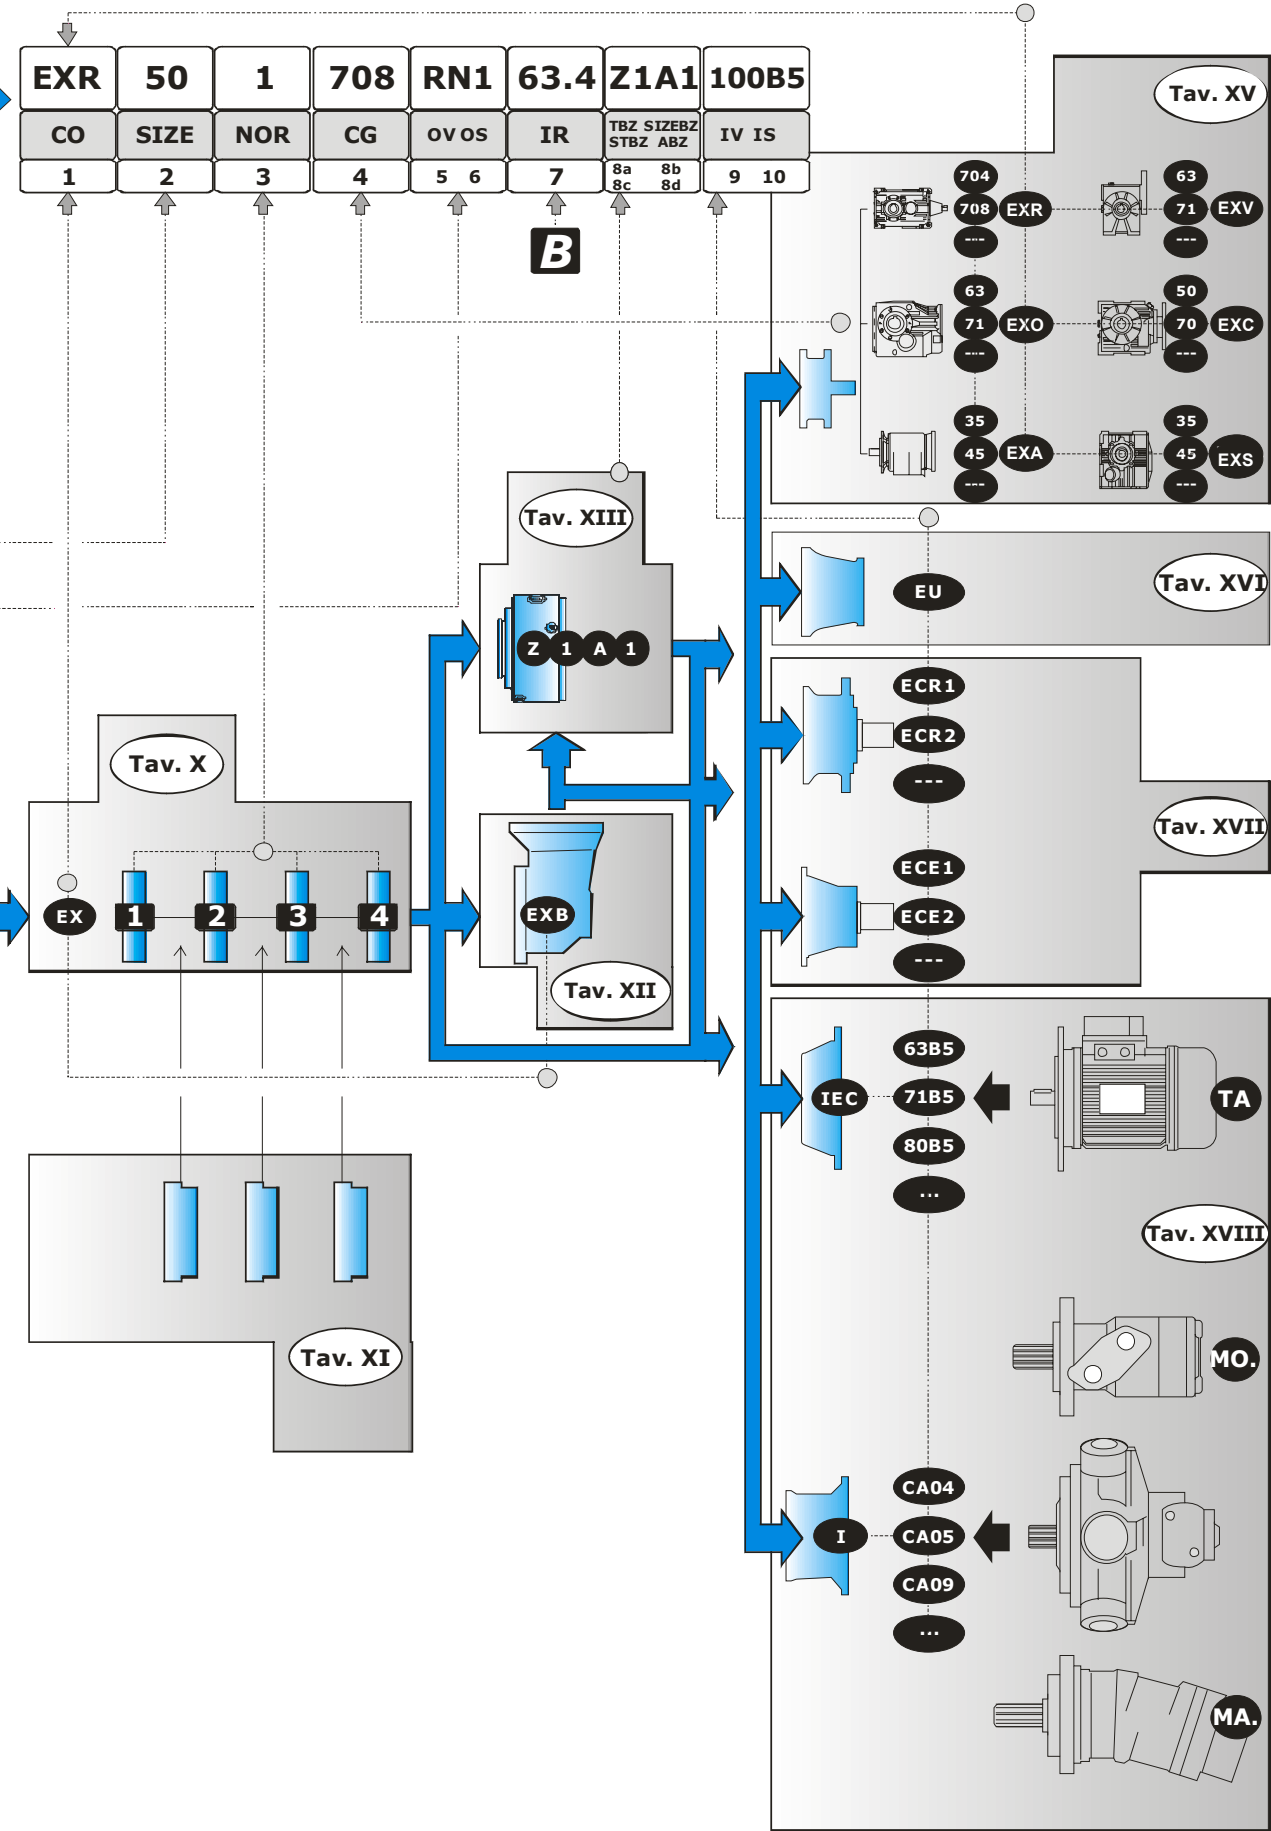 EXR 50 1 708 RN1 63.4 Z1A1 100B5
CO SIZE NOR CG OV OS IR TBZ SIZEBZ STBZ ABZ IV IS
1 2 3 4 5 6 7 8a 8b 8c 8d 9 10
B
Tav. XV
704
708 EXR
---
63
71 EXV
---
63
71 EXO
---
50
70 EXC
---
35
45 EXA
---
35
45 EXS
---
Tav. XIII
Z 1 A 1
EU
Tav. XVI
ECR1
ECR2
---
Tav. XVII
ECE1
ECE2
---
Tav. X
EX 1 2 3 4
EXB
Tav. XII
63B5
IEC 71B5 TA
80B5
...
Tav. XVIII
Tav. XI
MO.
CA04
I CA05
CA09
...
MA.